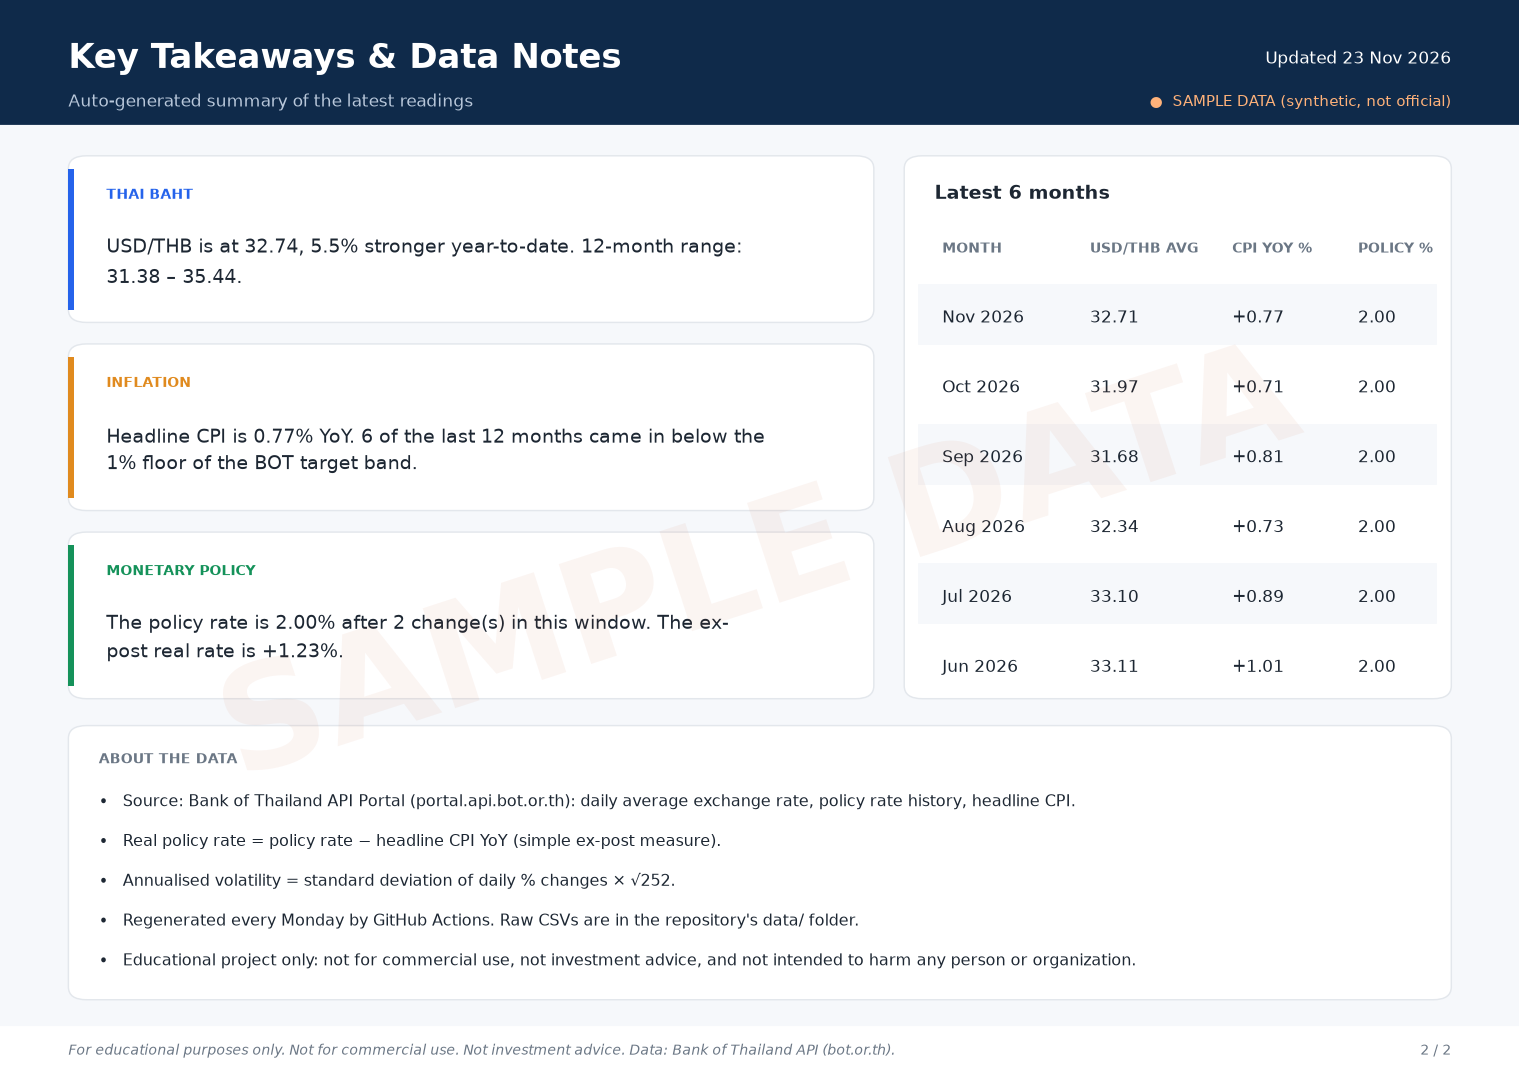 Key Takeaways & Data Notes
Auto-generated summary of the latest readings
Updated 23 Nov 2026
● SAMPLE DATA (synthetic, not official)
THAI BAHT
USD/THB is at 32.74, 5.5% stronger year-to-date. 12-month range:
31.38 – 35.44.
INFLATION
Headline CPI is 0.77% YoY. 6 of the last 12 months came in below the
1% floor of the BOT target band.
MONETARY POLICY
The policy rate is 2.00% after 2 change(s) in this window. The ex-
post real rate is +1.23%.
Latest 6 months
MONTH USD/THB AVG CPI YOY % POLICY %
Nov 2026 32.71 +0.77 2.00
Oct 2026 31.97 +0.71 2.00
Sep 2026 31.68 +0.81 2.00
Aug 2026 32.34 +0.73 2.00
Jul 2026 33.10 +0.89 2.00
Jun 2026 33.11 +1.01 2.00
SAMPLE DATA
ABOUT THE DATA
• Source: Bank of Thailand API Portal (portal.api.bot.or.th): daily average exchange rate, policy rate history, headline CPI.
• Real policy rate = policy rate − headline CPI YoY (simple ex-post measure).
• Annualised volatility = standard deviation of daily % changes × √252.
• Regenerated every Monday by GitHub Actions. Raw CSVs are in the repository's data/ folder.
• Educational project only: not for commercial use, not investment advice, and not intended to harm any person or organization.
For educational purposes only. Not for commercial use. Not investment advice. Data: Bank of Thailand API (bot.or.th).
2 / 2